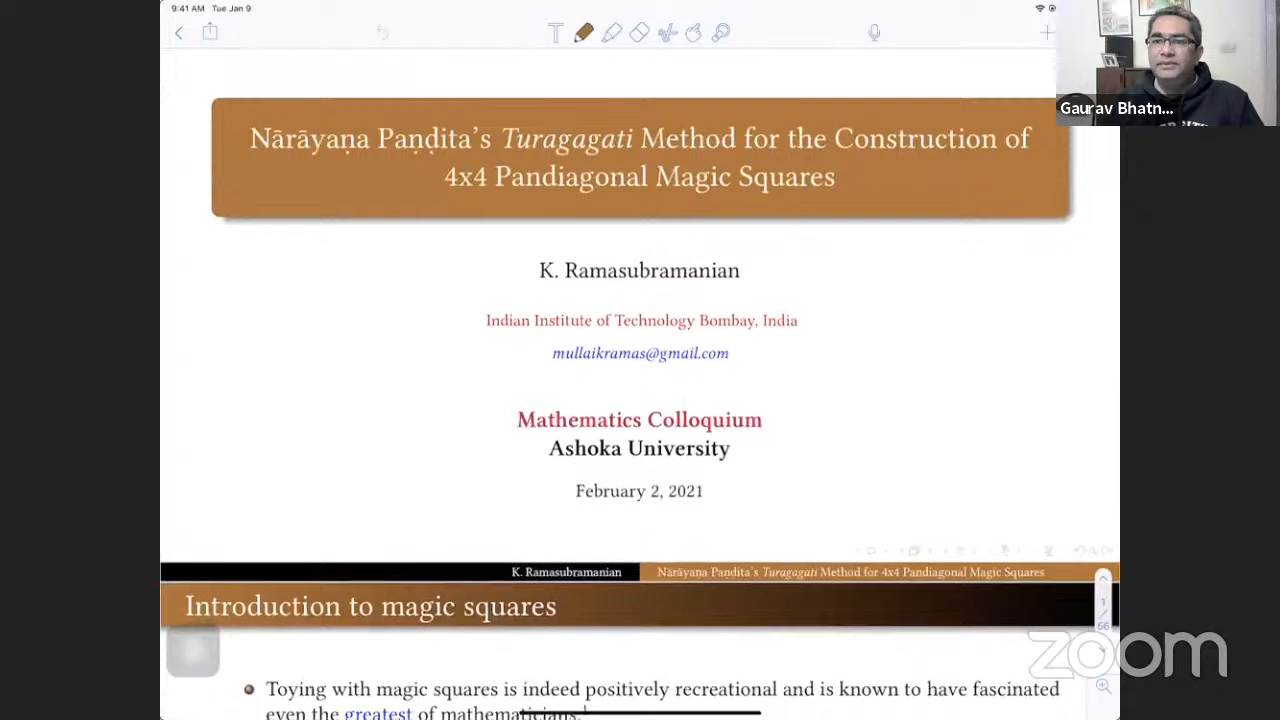 9:41 AM Tue Jan 9
Gaurav Bhatn...
Nārāyaṇa Paṇḍita’s Turagagati Method for the Construction of
4x4 Pandiagonal Magic Squares
K. Ramasubramanian
Indian Institute of Technology Bombay, India
mullaikramas@gmail.com
Mathematics Colloquium
Ashoka University
February 2, 2021
K. Ramasubramanian
Nārāyaṇa Paṇḍita’s Turagagati Method for 4x4 Pandiagonal Magic Squares
Introduction to magic squares
1
/
56
zoom
Toying with magic squares is indeed positively recreational and is known to have fascinated
even the greatest of mathematicians.1